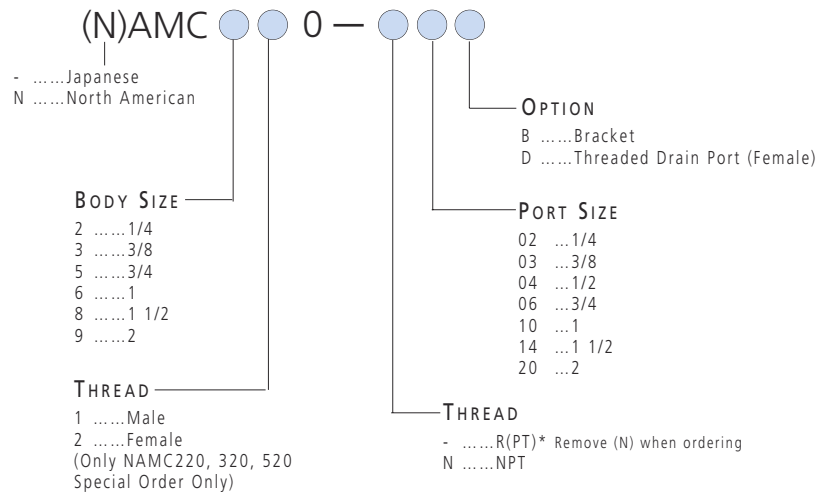 (N)AMC 0 —
- ......Japanese
N ......North American
OPTION
B ......Bracket
D ......Threaded Drain Port (Female)
BODY SIZE
2 ......1/4
3 ......3/8
5 ......3/4
6 ......1
8 ......1 1/2
9 ......2
PORT SIZE
02 ...1/4
03 ...3/8
04 ...1/2
06 ...3/4
10 ...1
14 ...1 1/2
20 ...2
THREAD
1 ......Male
2 ......Female
(Only NAMC220, 320, 520
Special Order Only)
THREAD
- ......R(PT)* Remove (N) when ordering
N ......NPT